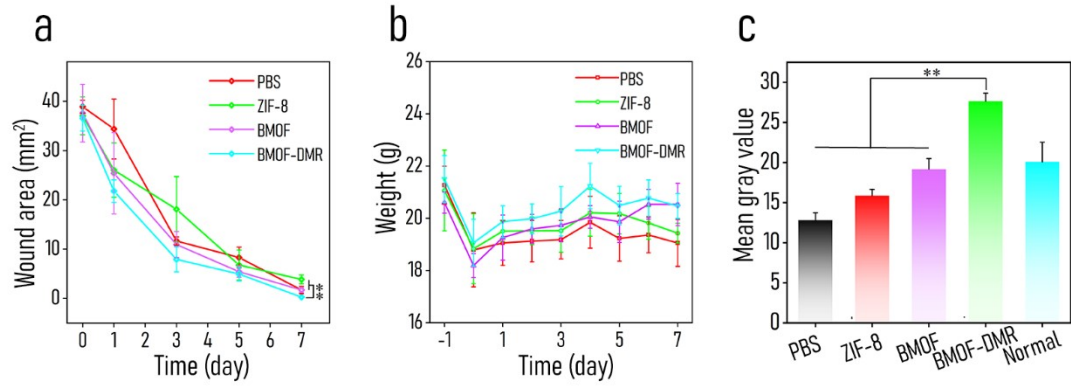 a
PBS
ZIF-8
BMOF
BMOF-DMR
Wound area (mm²)
40
30
20
10
0
0 1 2 3 4 5 6 7
Time (day)
*
*
b
PBS
ZIF-8
BMOF
BMOF-DMR
Weight (g)
26
24
22
20
18
16
-1 1 3 5 7
Time (day)
c
**
Mean gray value
30
25
20
15
10
5
0
PBS ZIF-8 BMOF BMOF-DMR Normal